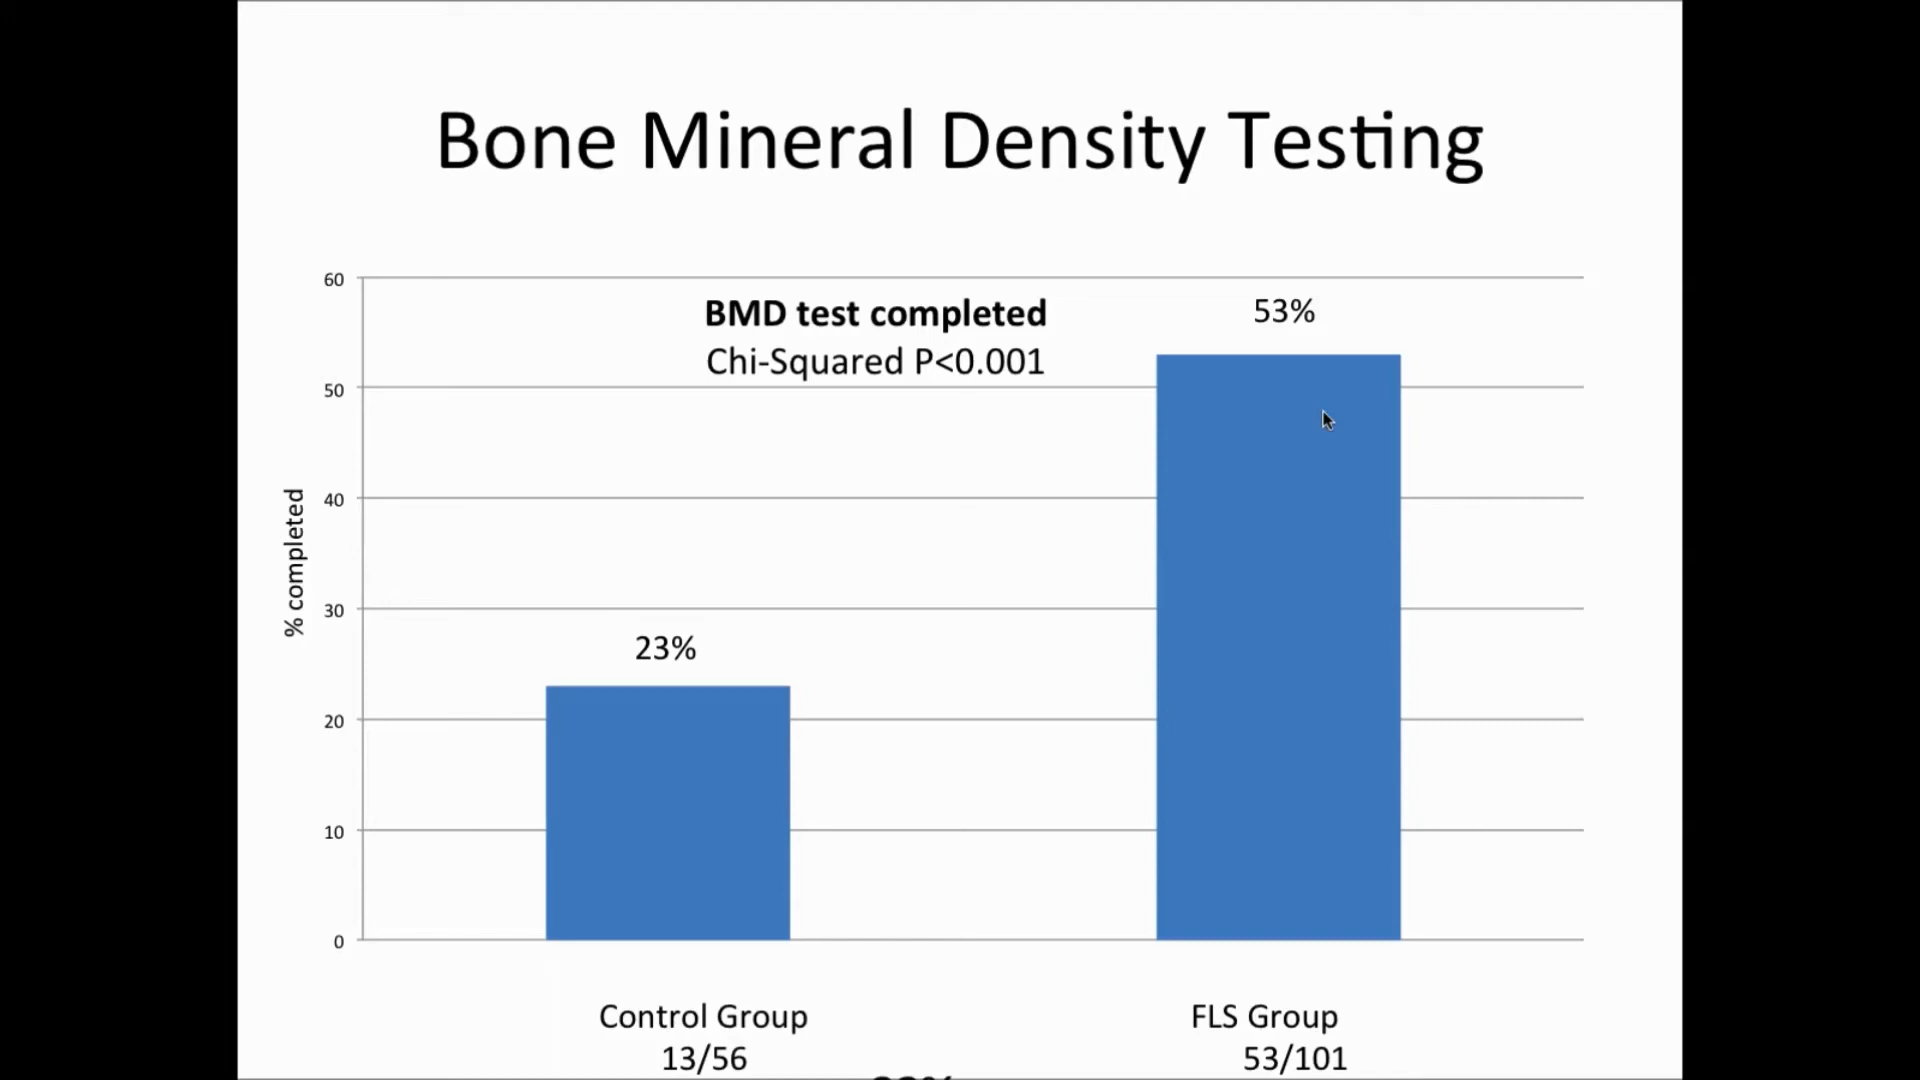 Bone Mineral Density Testing
60
BMD test completed
53%
Chi-Squared P<0.001
50
40
% completed
30
23%
20
10
0
Control Group
FLS Group
13/56
53/101